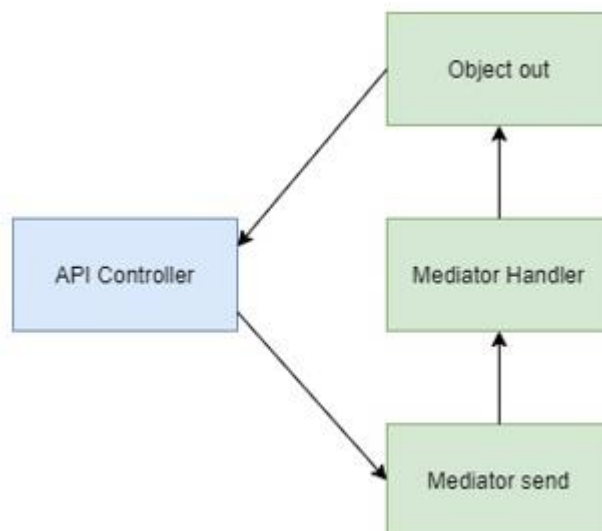 Object out
API Controller
Mediator Handler
Mediator send